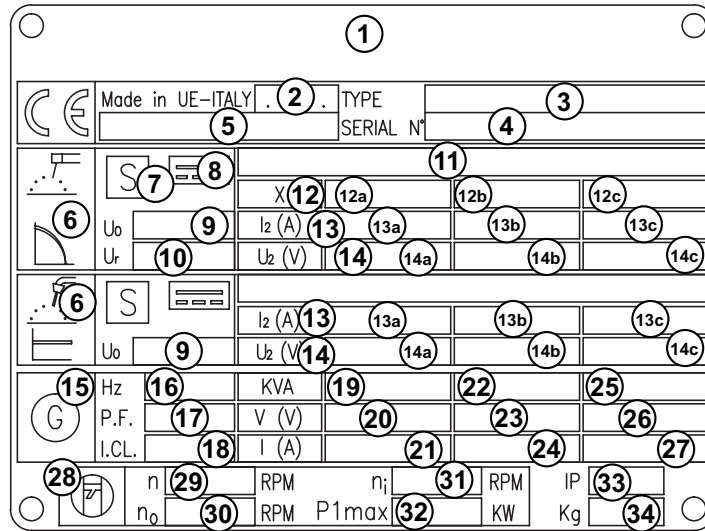 1
CE Made in UE-ITALY . 2 . TYPE 3
5 SERIAL N° 4
S 7 8 11
6 X 12 12a 12b 12c
Uo 9 I2 (A) 13 13a 13b 13c
Ur 10 U2 (V) 14 14a 14b 14c
6 S
I2 (A) 13 13a 13b 13c
Uo 9 U2 (V) 14 14a 14b 14c
15 Hz 16 KVA 19 22 25
G P.F. 17 V (V) 20 23 26
I.CL. 18 I (A) 21 24 27
28 n 29 RPM ni 31 RPM IP 33
no 30 RPM P1max 32 KW Kg 34